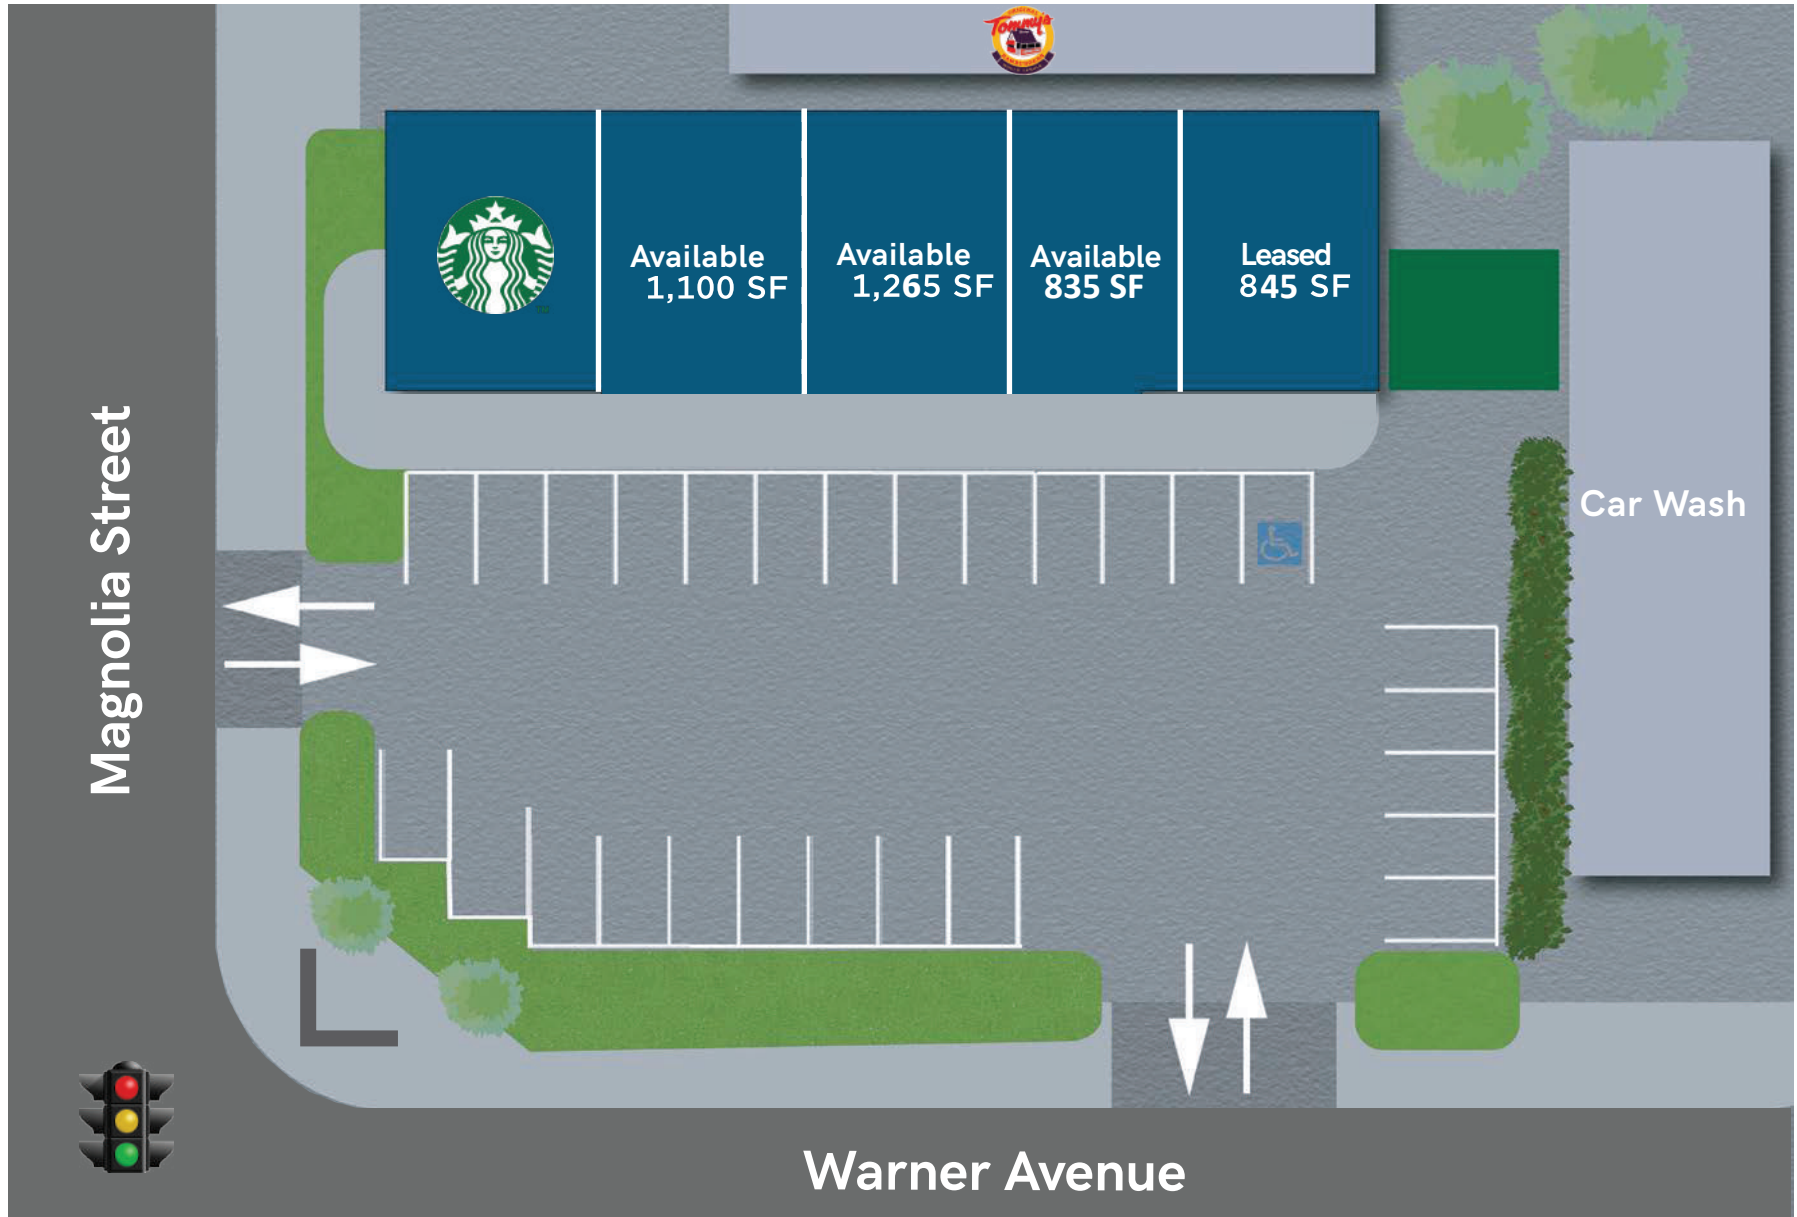 Tommy's
Available
1,100 SF
Available
1,265 SF
Available
835 SF
Leased
845 SF
Car Wash
Magnolia Street
Warner Avenue